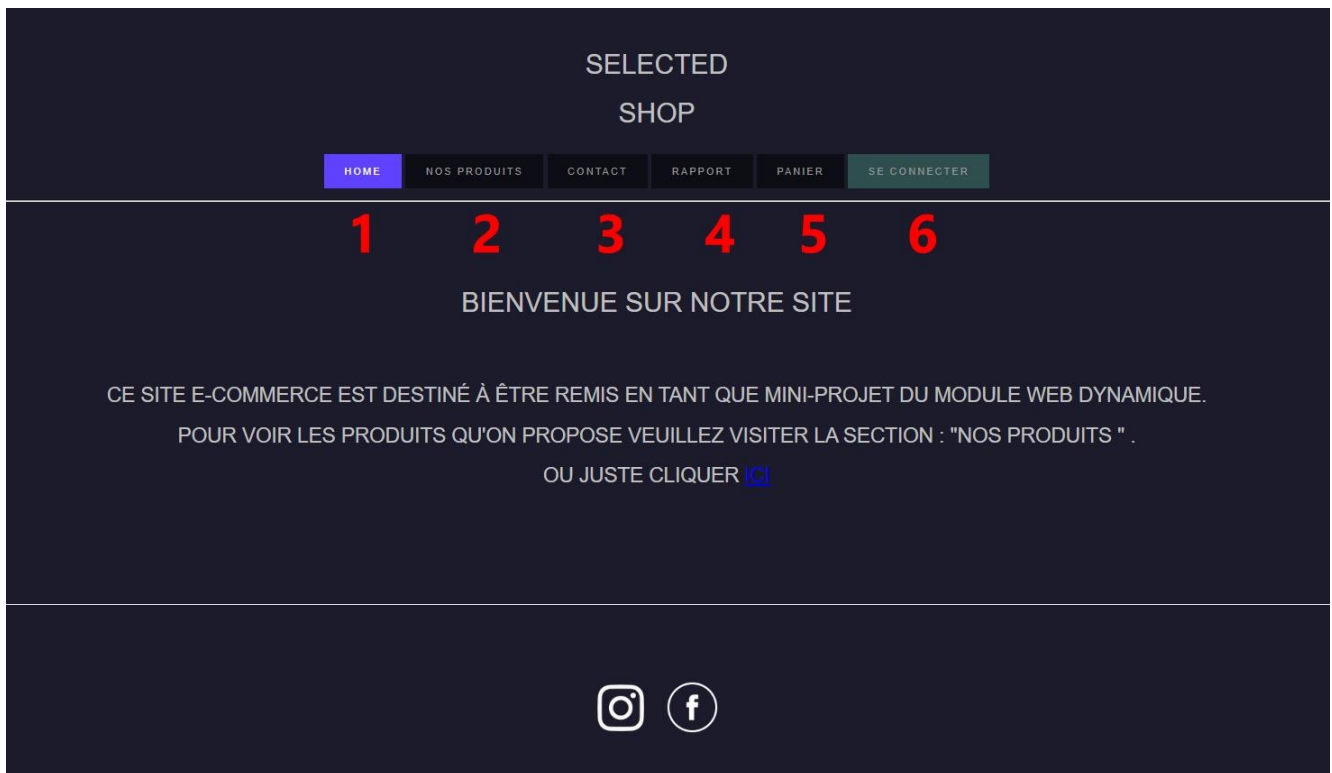 SELECTED
SHOP
HOME NOS PRODUITS CONTACT RAPPORT PANIER SE CONNECTER
1 2 3 4 5 6
BIENVENUE SUR NOTRE SITE
CE SITE E-COMMERCE EST DESTINÉ À ÊTRE REMIS EN TANT QUE MINI-PROJET DU MODULE WEB DYNAMIQUE.
POUR VOIR LES PRODUITS QU'ON PROPOSE VEUILLEZ VISITER LA SECTION : "NOS PRODUITS " .
OU JUSTE CLIQUER ICI